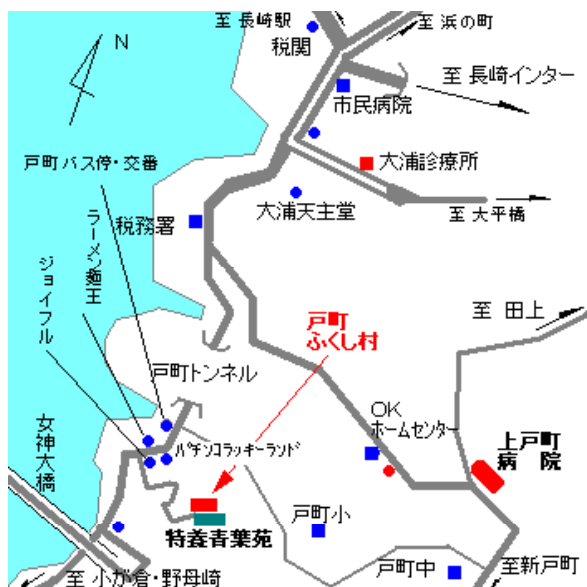 至 長崎駅
至 浜の町
税関
N
至 長崎インター
市民病院
戸町バス停・交番
大浦診療所
大浦天主堂
至 大平橋
税務署
ラーメン麺王
ジョイフル
至 田上
戸町
ふくし村
戸町トンネル
OK
ホームセンター
女神大橋
パチンコラッキーランド
上戸町
病院
戸町小
特養青葉苑
戸町中
至 小が倉・野母崎
至新戸町